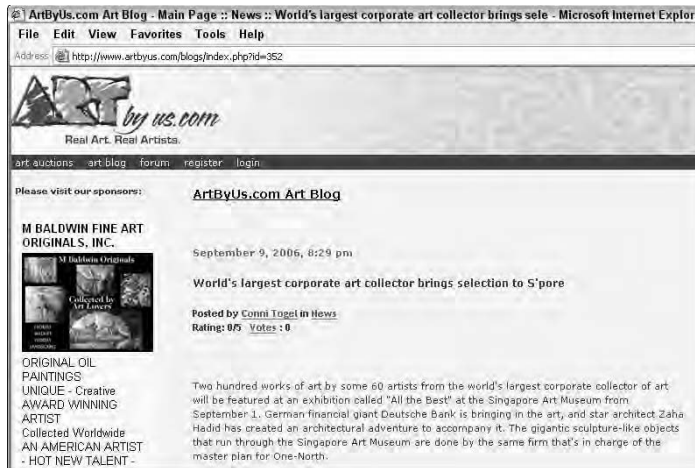 ArtByUs.com Art Blog - Main Page :: News :: World's largest corporate art collector brings sele - Microsoft Internet Explor
File Edit View Favorites Tools Help
Address http://www.artbyus.com/blogs/index.php?id=352
ART by us.com
Real Art. Real Artists.
art auctions art blog forum register login
Please visit our sponsors:
M BALDWIN FINE ART
ORIGINALS, INC.
M Baldwin Originals
Collected by
Art Lovers
ORIGINAL OIL
PAINTINGS
UNIQUE - Creative
AWARD WINNING
ARTIST
Collected Worldwide
AN AMERICAN ARTIST
- HOT NEW TALENT -
ArtByUs.com Art Blog
September 9, 2006, 8:29 pm
World's largest corporate art collector brings selection to S'pore
Posted by Conni Togel in News
Rating: 0/5 Votes : 0
Two hundred works of art by some 60 artists from the world's largest corporate collector of art
will be featured at an exhibition called "All the Best" at the Singapore Art Museum from
September 1. German financial giant Deutsche Bank is bringing in the art, and star architect Zaha
Hadid has created an architectural adventure to accompany it. The gigantic sculpture-like objects
that run through the Singapore Art Museum are done by the same firm that's in charge of the
master plan for One-North.